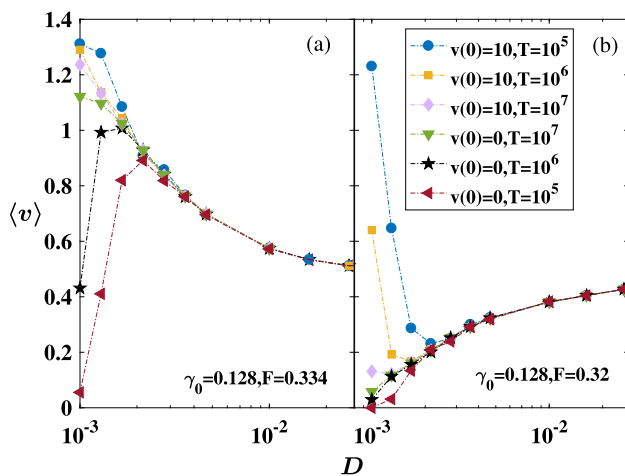 1.4
1.2
1
0.8
0.6
0.4
0.2
0
⟨v⟩
(a)
(b)
v(0)=10,T=10⁵
v(0)=10,T=10⁶
v(0)=10,T=10⁷
v(0)=0,T=10⁷
v(0)=0,T=10⁶
v(0)=0,T=10⁵
γ₀=0.128,F=0.334
γ₀=0.128,F=0.32
10⁻³ 10⁻² 10⁻³ 10⁻²
D